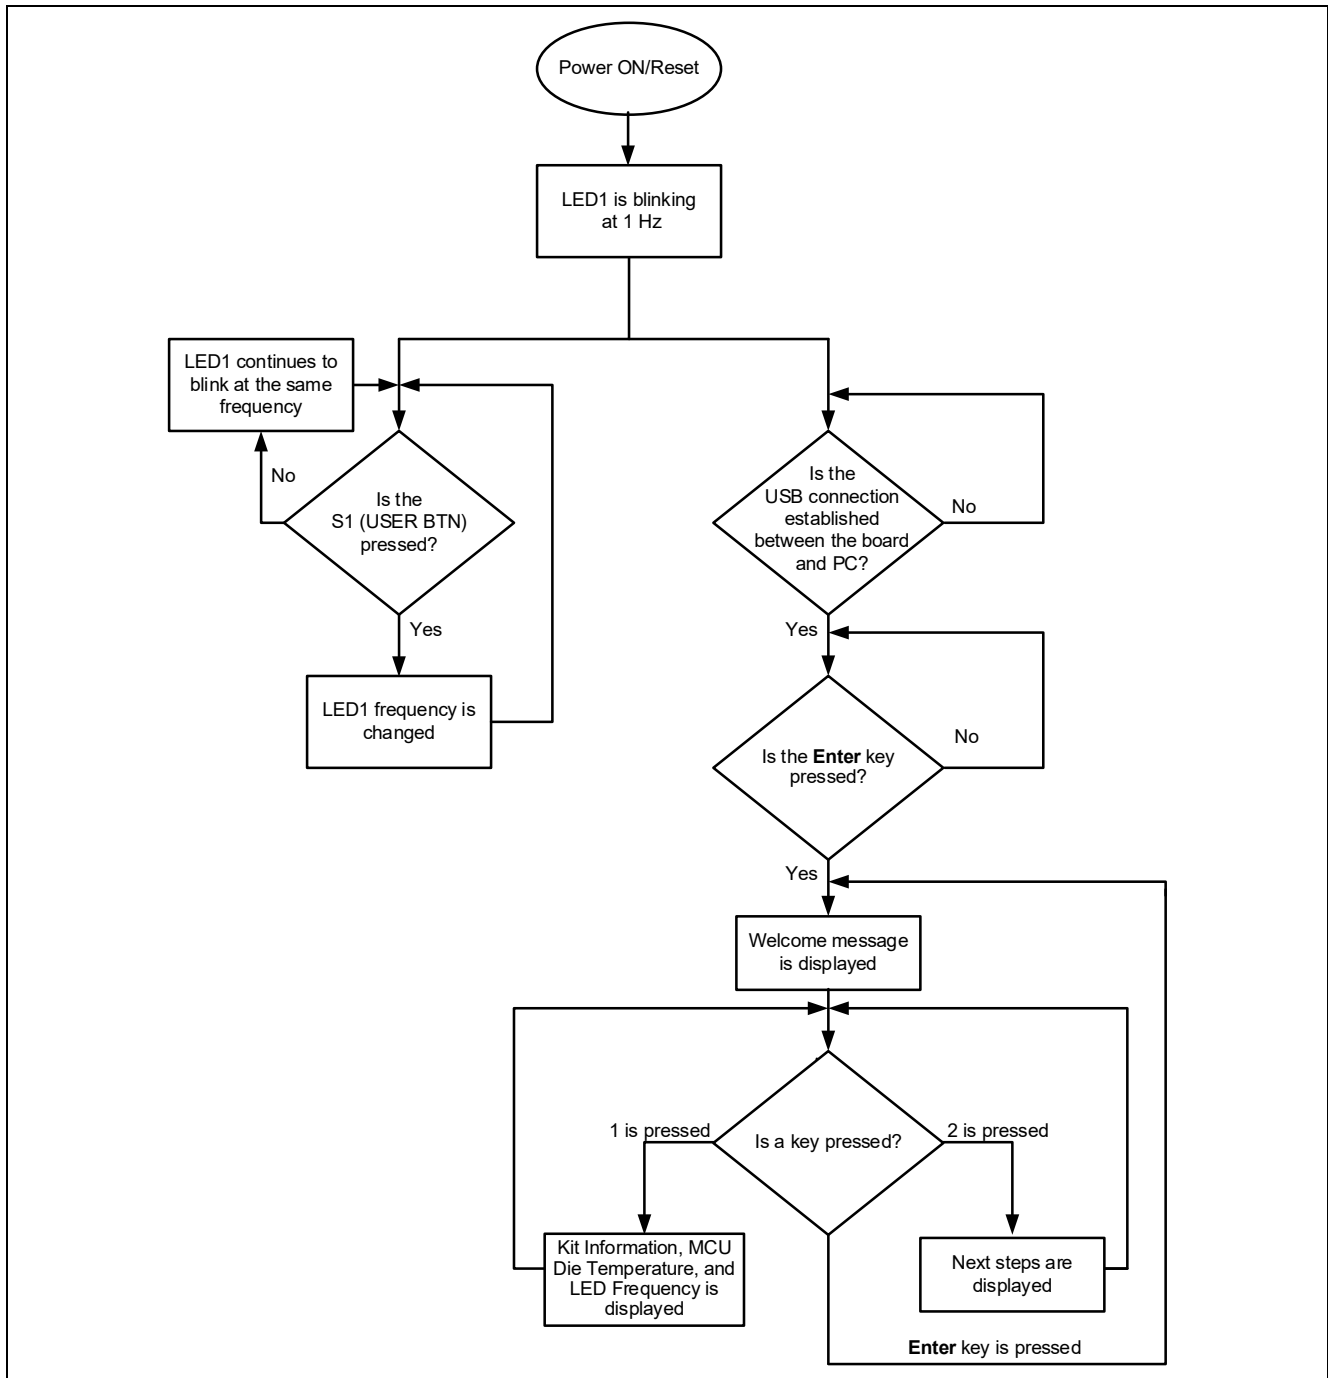 Power ON/Reset
LED1 is blinking
at 1 Hz
LED1 continues to
blink at the same
frequency
No
Is the
S1 (USER BTN)
pressed?
Yes
LED1 frequency is
changed
Is the
USB connection
established
between the board
and PC?
No
Yes
Is the Enter key
pressed?
No
Yes
Welcome message
is displayed
1 is pressed
Is a key pressed?
2 is pressed
Kit Information, MCU
Die Temperature, and
LED Frequency is
displayed
Next steps are
displayed
Enter key is pressed